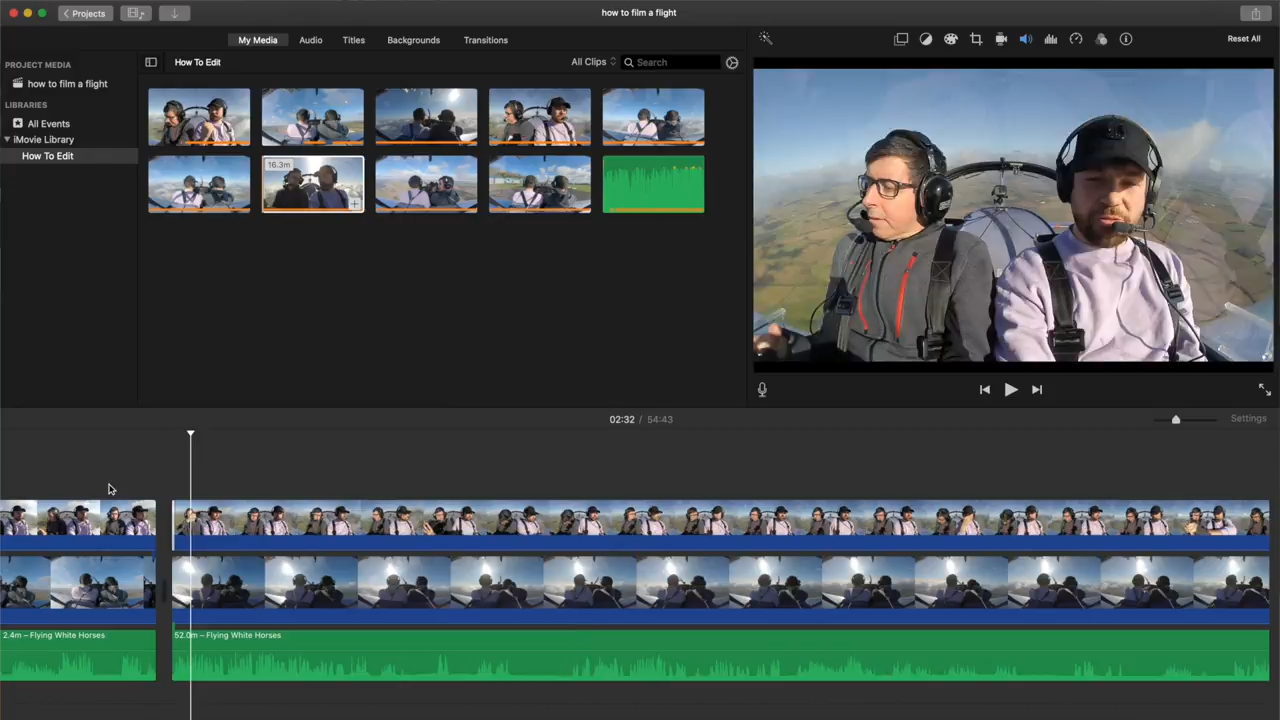 Projects
how to film a flight
My Media
Audio
Titles
Backgrounds
Transitions
Reset All
PROJECT MEDIA
how to film a flight
LIBRARIES
All Events
iMovie Library
How To Edit
How To Edit
All Clips
Search
16.3m
02:32 / 54:43
Settings
2.4m – Flying White Horses
52.0m – Flying White Horses